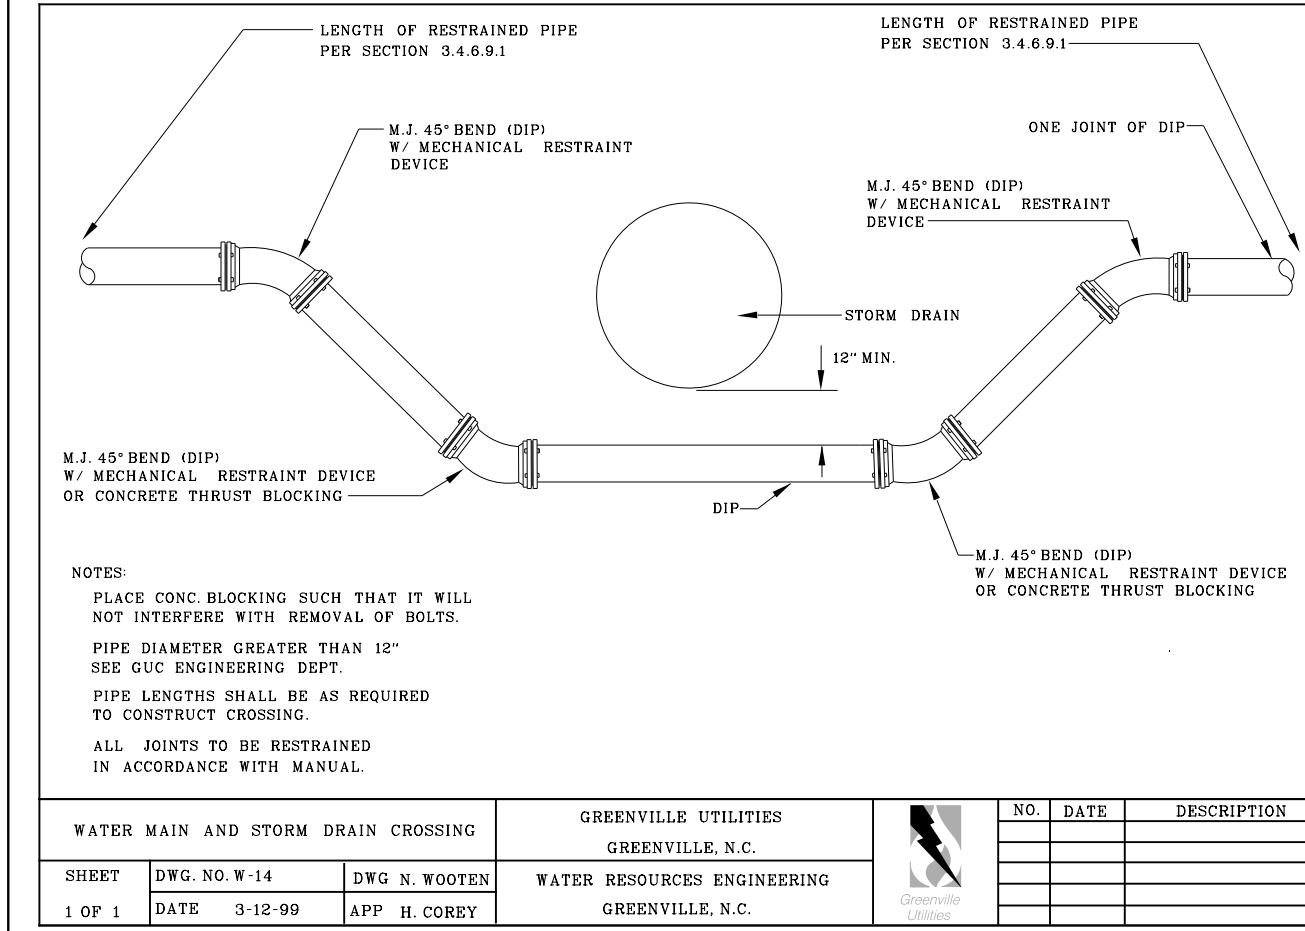 LENGTH OF RESTRAINED PIPE
PER SECTION 3.4.6.9.1
LENGTH OF RESTRAINED PIPE
PER SECTION 3.4.6.9.1
M.J. 45° BEND (DIP)
W/ MECHANICAL RESTRAINT
DEVICE
ONE JOINT OF DIP
M.J. 45° BEND (DIP)
W/ MECHANICAL RESTRAINT
DEVICE
STORM DRAIN
12" MIN.
M.J. 45° BEND (DIP)
W/ MECHANICAL RESTRAINT DEVICE
OR CONCRETE THRUST BLOCKING
DIP
M.J. 45° BEND (DIP)
W/ MECHANICAL RESTRAINT DEVICE
OR CONCRETE THRUST BLOCKING
NOTES:
PLACE CONC. BLOCKING SUCH THAT IT WILL
NOT INTERFERE WITH REMOVAL OF BOLTS.
PIPE DIAMETER GREATER THAN 12"
SEE GUC ENGINEERING DEPT.
PIPE LENGTHS SHALL BE AS REQUIRED
TO CONSTRUCT CROSSING.
ALL JOINTS TO BE RESTRAINED
IN ACCORDANCE WITH MANUAL.
WATER MAIN AND STORM DRAIN CROSSING
SHEET
1 OF 1
DWG. NO. W-14
DATE 3-12-99
DWG N. WOOTEN
APP H. COREY
GREENVILLE UTILITIES
GREENVILLE, N.C.
WATER RESOURCES ENGINEERING
GREENVILLE, N.C.
Greenville
Utilities
NO. DATE DESCRIPTION